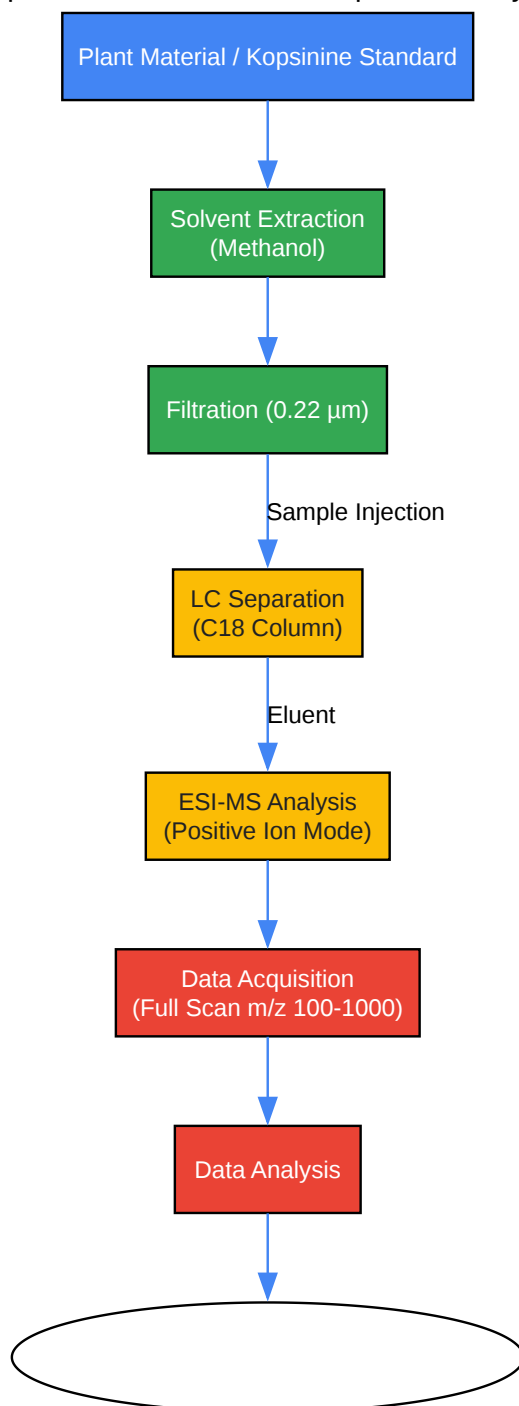 Plant Material / Kopsinine Standard
Solvent Extraction
(Methanol)
Filtration (0.22 µm)
Sample Injection
LC Separation
(C18 Column)
Eluent
ESI-MS Analysis
(Positive Ion Mode)
Data Acquisition
(Full Scan m/z 100-1000)
Data Analysis